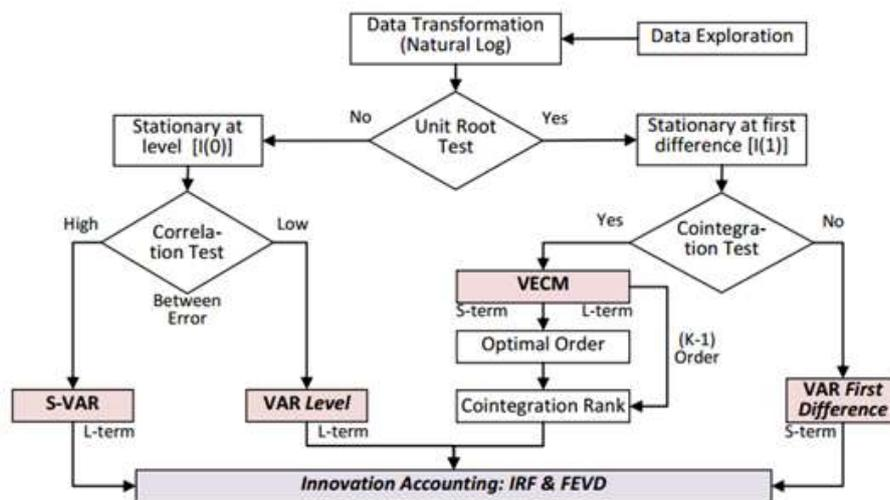 Data Transformation
(Natural Log)
Data Exploration
No
Unit Root
Test
Yes
Stationary at
level [I(0)]
Stationary at first
difference [I(1)]
High
Correla-
tion Test
Low
Between
Error
Yes
Cointegra-
tion Test
No
VECM
S-term
L-term
Optimal Order
(K-1)
Order
Cointegration Rank
S-VAR
L-term
VAR Level
L-term
VAR First
Difference
S-term
Innovation Accounting: IRF & FEVD